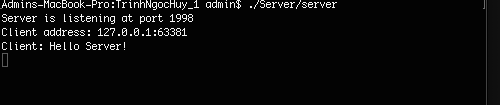 Admins-MacBook-Pro:TrinhNgocHuy_1 admin$ ./Server/server
Server is listening at port 1998
Client address: 127.0.0.1:63381
Client: Hello Server!